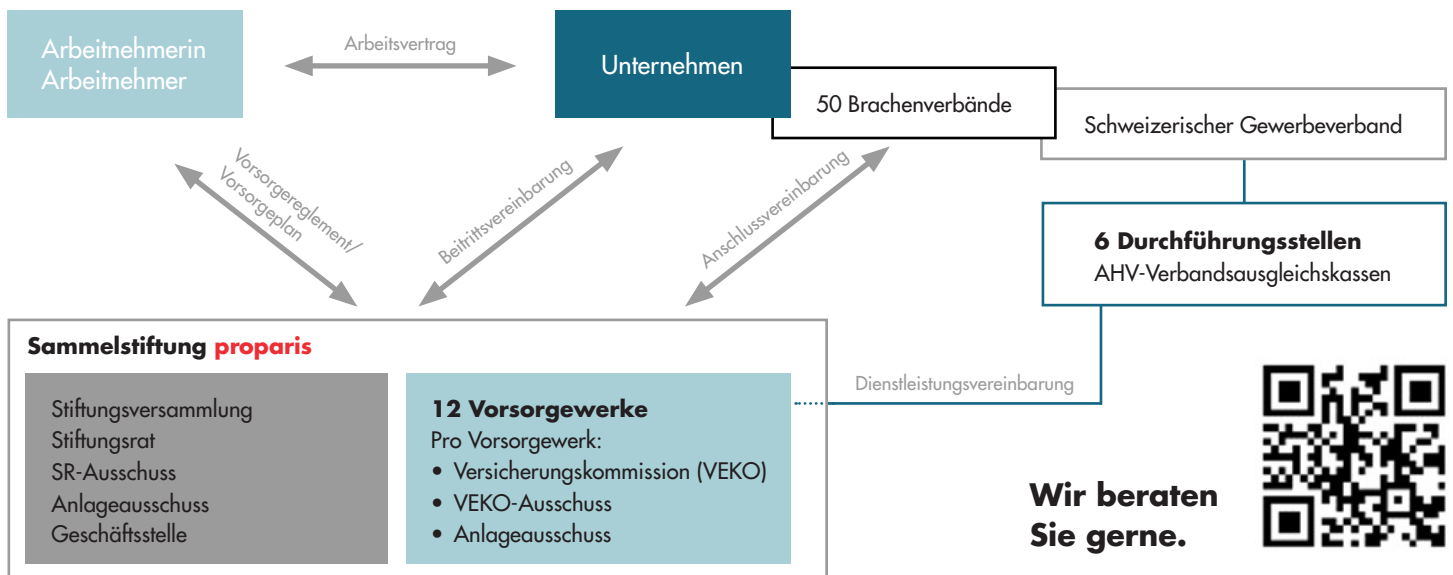 Arbeitnehmerin
Arbeitnehmer
Arbeitsvertrag
Unternehmen
50 Brachenverbände
Schweizerischer Gewerbeverband
Vorsorgereglement/
Vorsorgeplan
Beitrittsvereinbarung
Anschlussvereinbarung
6 Durchführungsstellen
AHV-Verbandsausgleichskassen
Sammelstiftung proparis
Stiftungsversammlung
Stiftungsrat
SR-Ausschuss
Anlageausschuss
Geschäftsstelle
12 Vorsorgewerke
Pro Vorsorgewerk:
• Versicherungskommission (VEKO)
• VEKO-Ausschuss
• Anlageausschuss
Dienstleistungsvereinbarung
Wir beraten
Sie gerne.